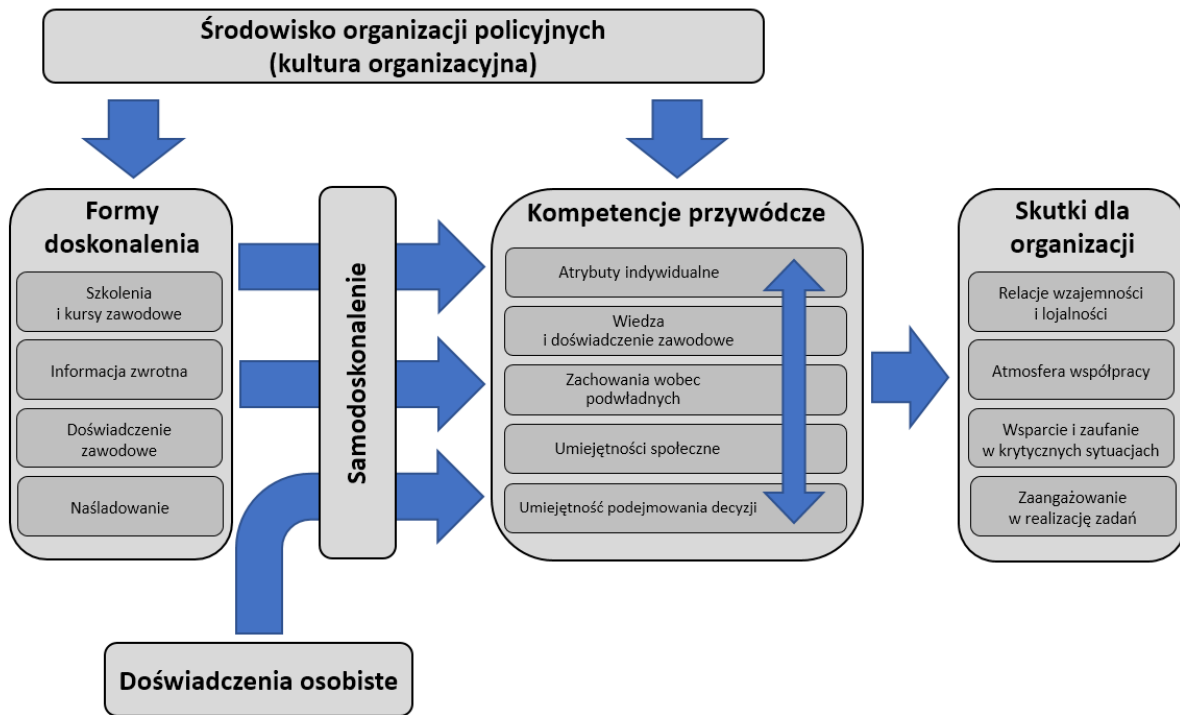 Środowisko organizacji policyjnych
(kultura organizacyjna)
Formy
doskonalenia
Szkolenia
i kursy zawodowe
Informacja zwrotna
Doświadczenie
zawodowe
Naśladowanie
Samodoskonalenie
Kompetencje przywódcze
Atrybuty indywidualne
Wiedza
i doświadczenie zawodowe
Zachowania wobec
podwładnych
Umiejętności społeczne
Umiejętność podejmowania decyzji
Skutki dla
organizacji
Relacje wzajemności
i lojalności
Atmosfera współpracy
Wsparcie i zaufanie
w krytycznych sytuacjach
Zaangażowanie
w realizację zadań
Doświadczenia osobiste